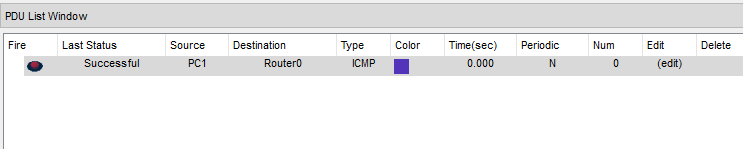 PDU List Window
Fire Last Status Source Destination Type Color Time(sec) Periodic Num Edit Delete
Successful PC1 Router0 ICMP 0.000 N 0 (edit)